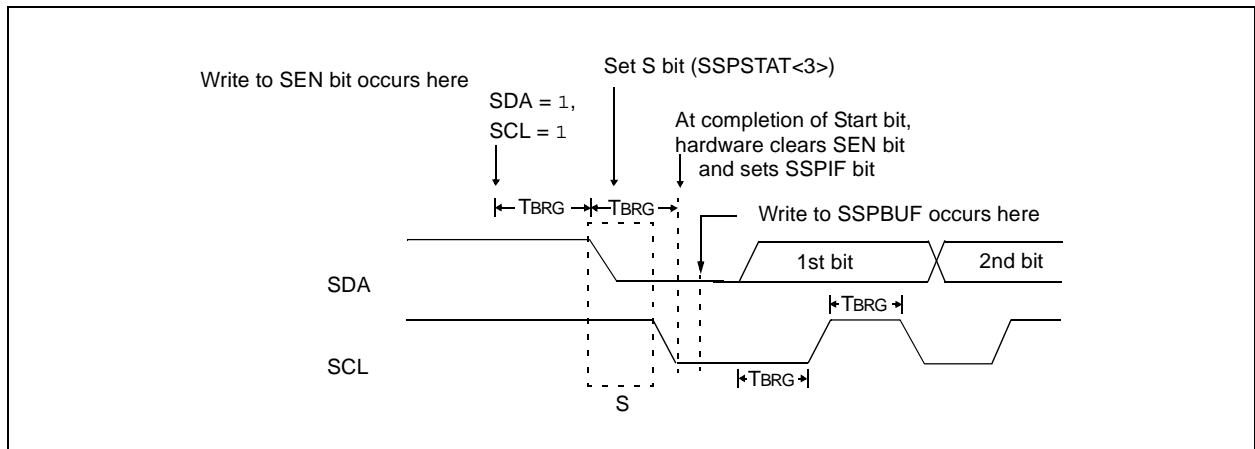 Write to SEN bit occurs here
Set S bit (SSPSTAT<3>)
SDA = 1,
SCL = 1
At completion of Start bit,
hardware clears SEN bit
and sets SSPIF bit
TBRG
TBRG
Write to SSPBUF occurs here
SDA
1st bit
2nd bit
TBRG
SCL
TBRG
S